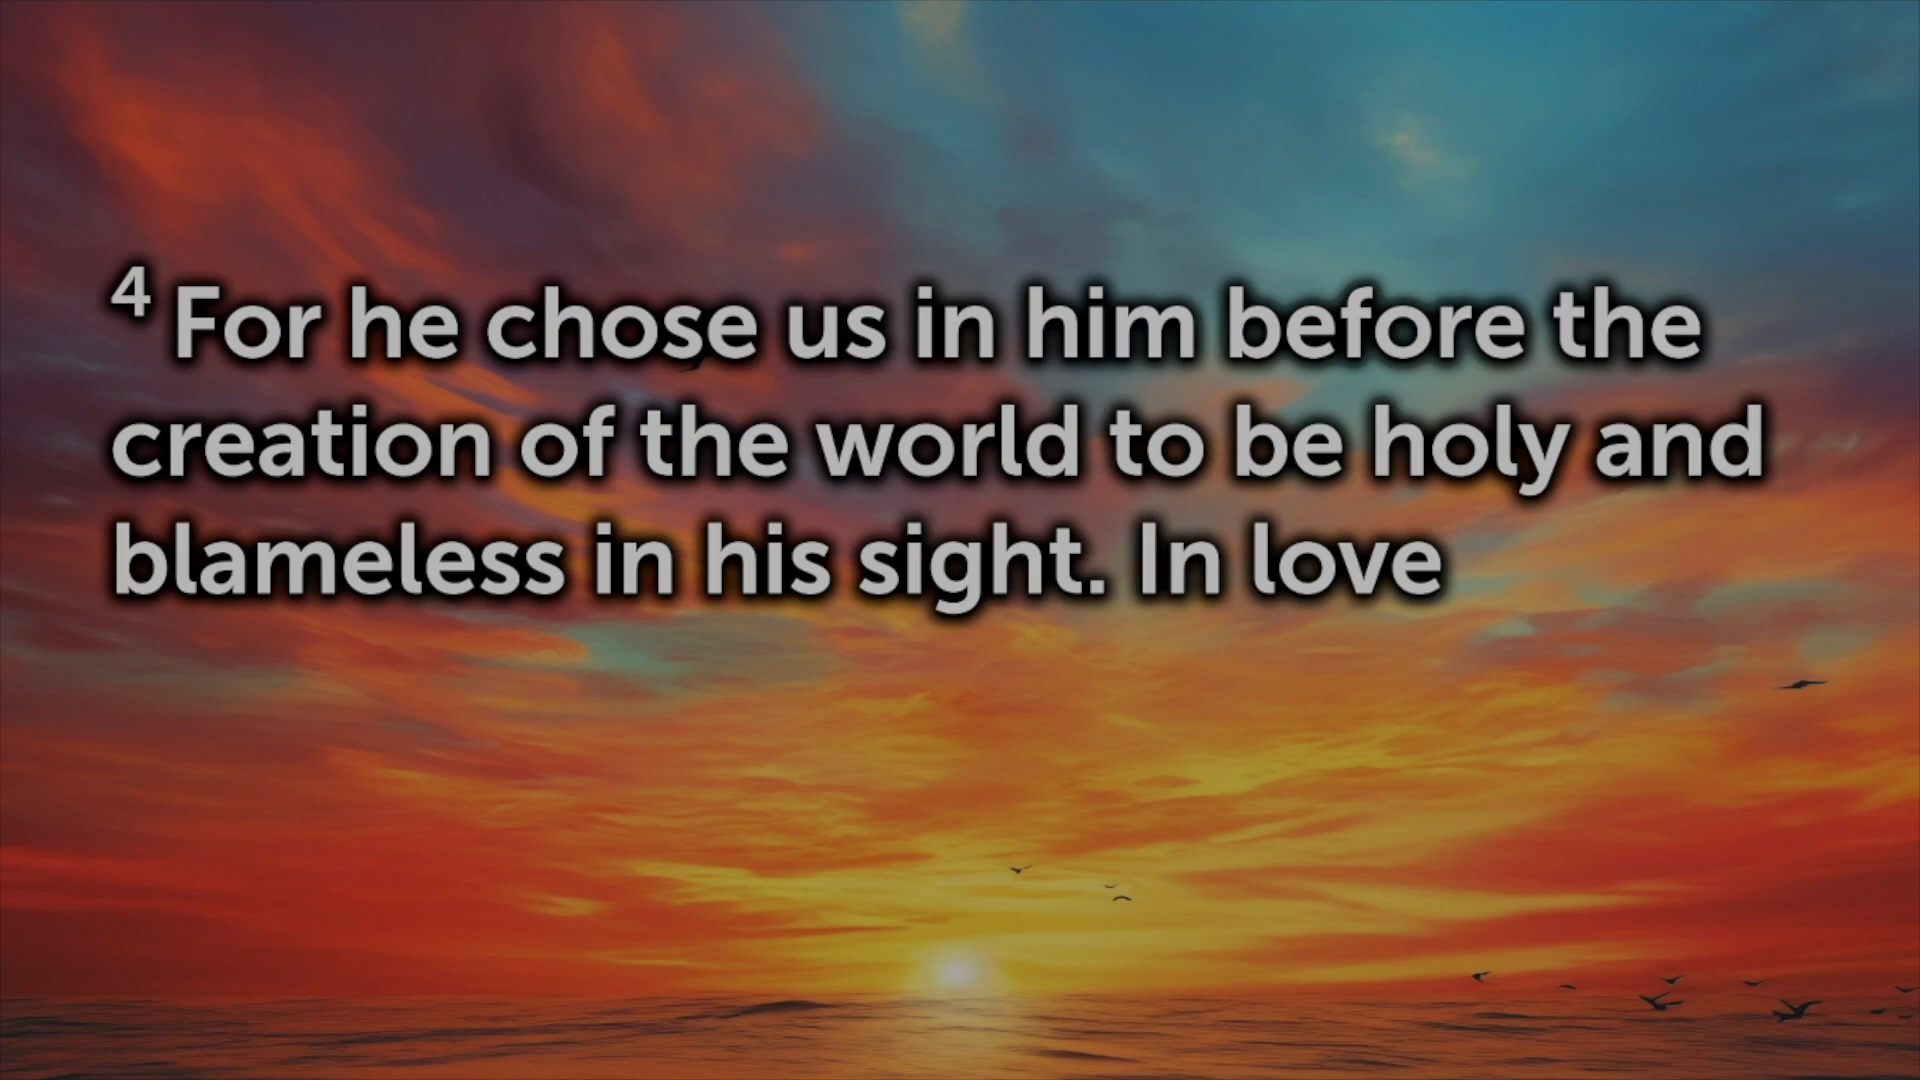 4 For he chose us in him before the
creation of the world to be holy and
blameless in his sight. In love